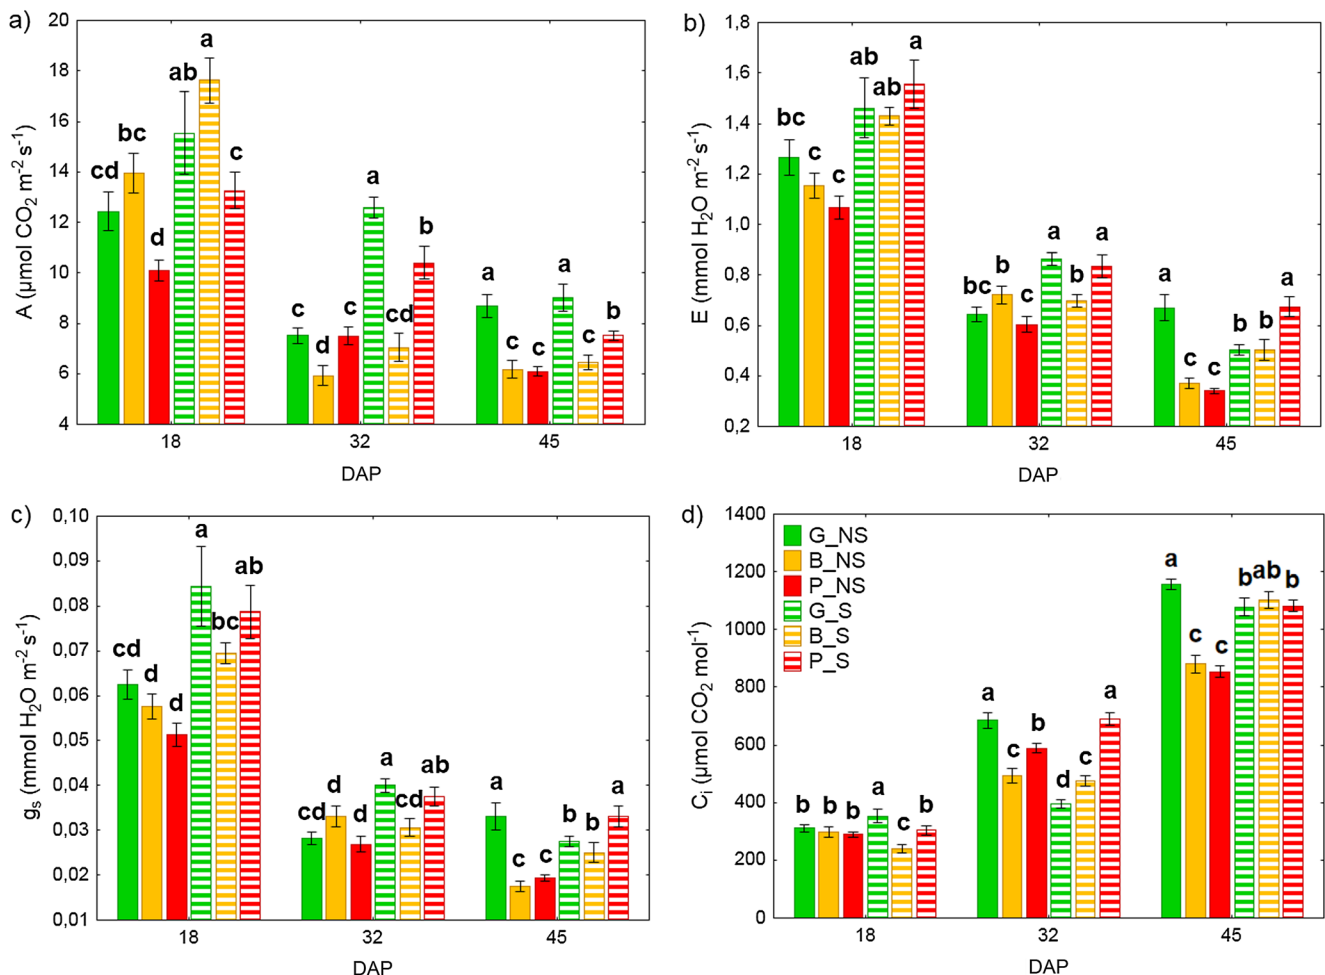 a)
20
18
16
14
12
10
8
6
4
A (µmol CO2 m-2 s-1)
cd bc d ab a c
c d c a cd b
a c c a c b
18 32 45
DAP
b)
1,8
1,6
1,4
1,2
1,0
0,8
0,6
0,4
0,2
E (mmol H2O m-2 s-1)
bc c c ab ab a
bc b c a b a
a c c b b a
18 32 45
DAP
c)
0,10
0,09
0,08
0,07
0,06
0,05
0,04
0,03
0,02
0,01
gs (mmol H2O m-2 s-1)
cd d d a bc ab
cd d d a cd ab
a c c b b a
18 32 45
DAP
d)
1400
1200
1000
800
600
400
200
0
Ci (µmol CO2 mol-1)
G_NS
B_NS
P_NS
G_S
B_S
P_S
b b b a c b
a c b d c a
a c c b ab b
18 32 45
DAP